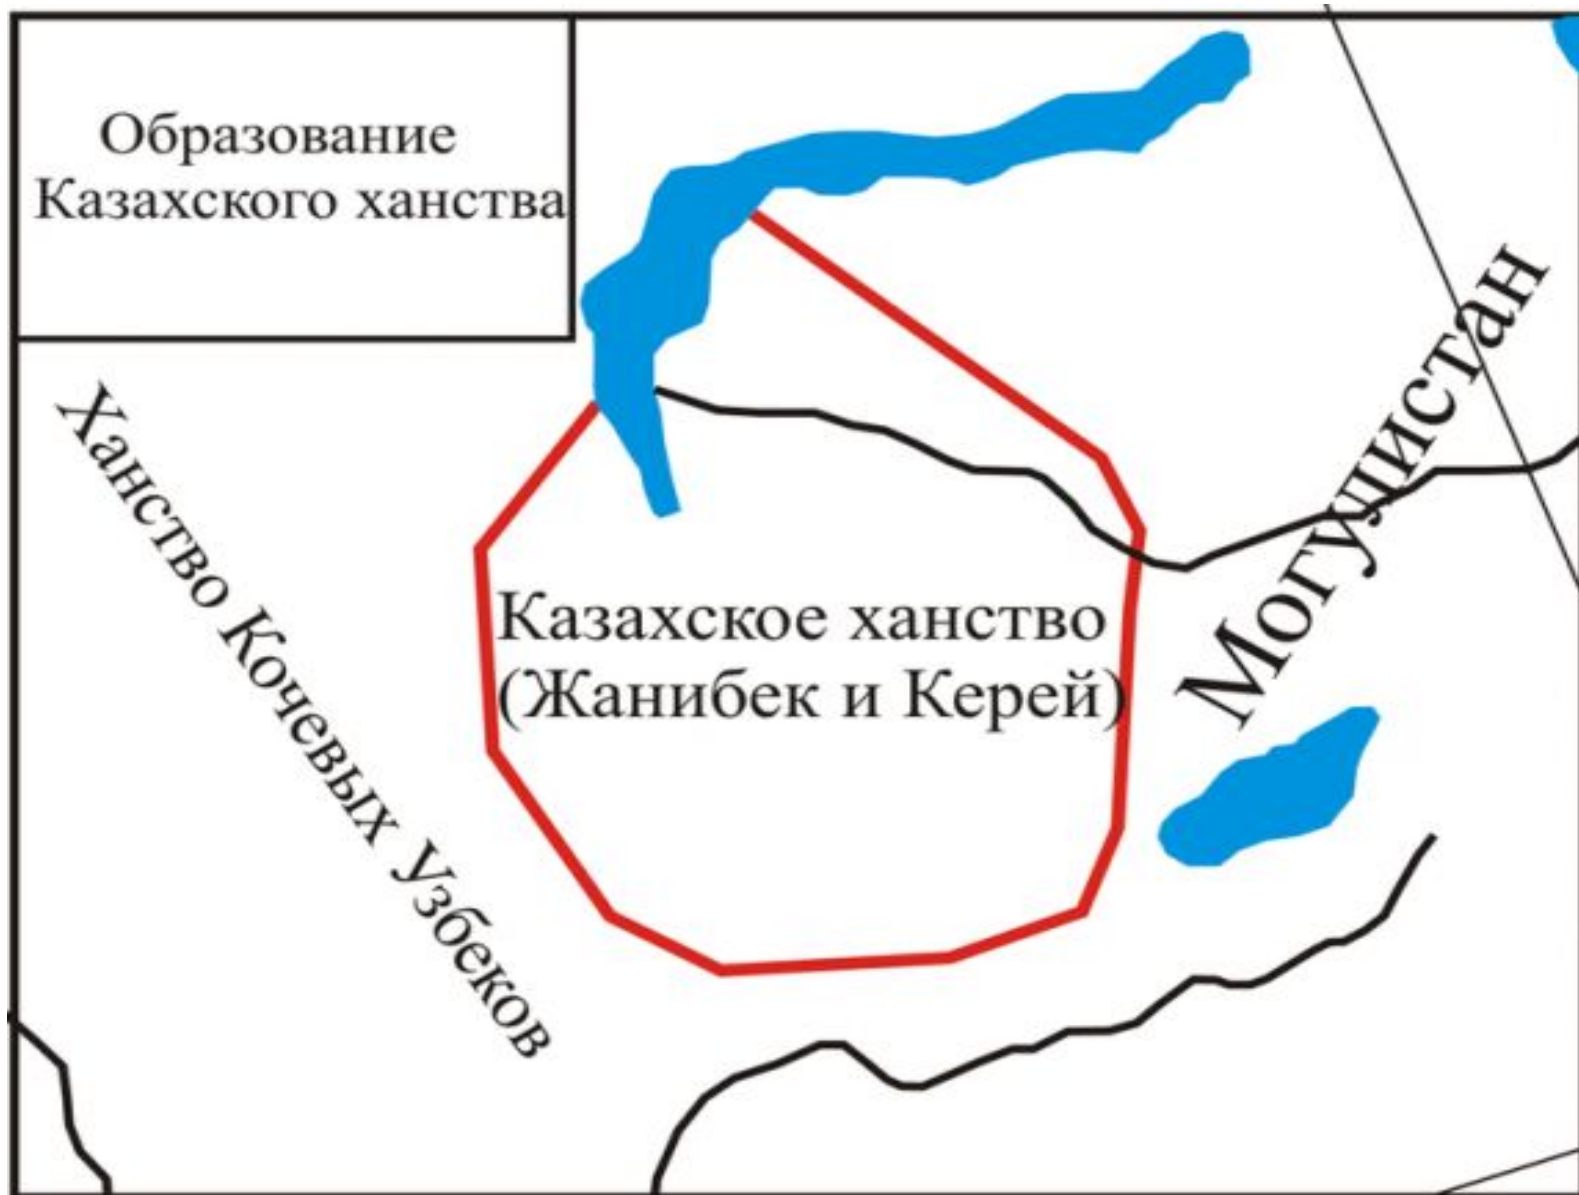 Образование
Казахского ханства
Ханство Кочевых Узбеков
Казахское ханство
(Жанибек и Керей)
Могулистан